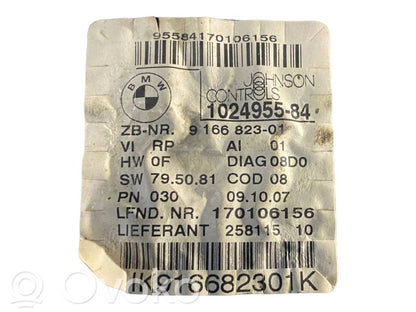 95584170106156
BMW
JOHNSON
CONTROLS
1024955-84
ZB-NR. 9 166 823-01
VI RP AI 01
HW 0F DIAG 08D0
SW 79.50.81 COD 08
PN 030 09.10.07
LFND. NR. 170106156
LIEFERANT 258115 10
K916682301K
© OVOKO